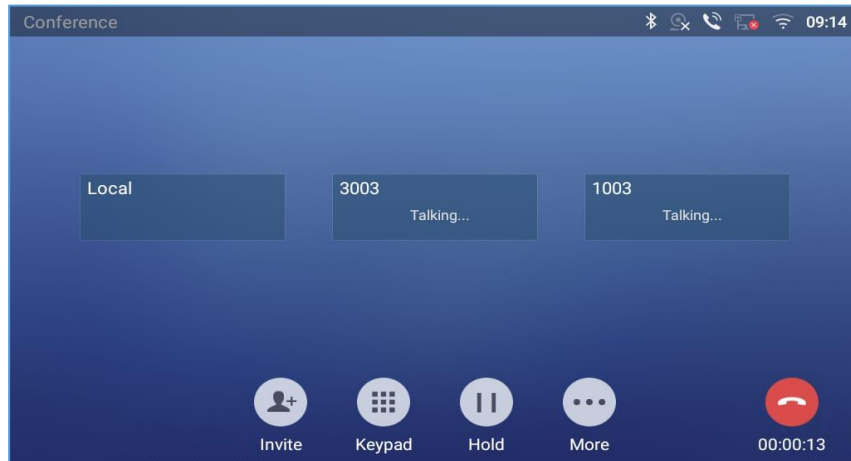 Conference 09:14
Local 3003 1003
Talking... Talking...
Invite Keypad Hold More 00:00:13